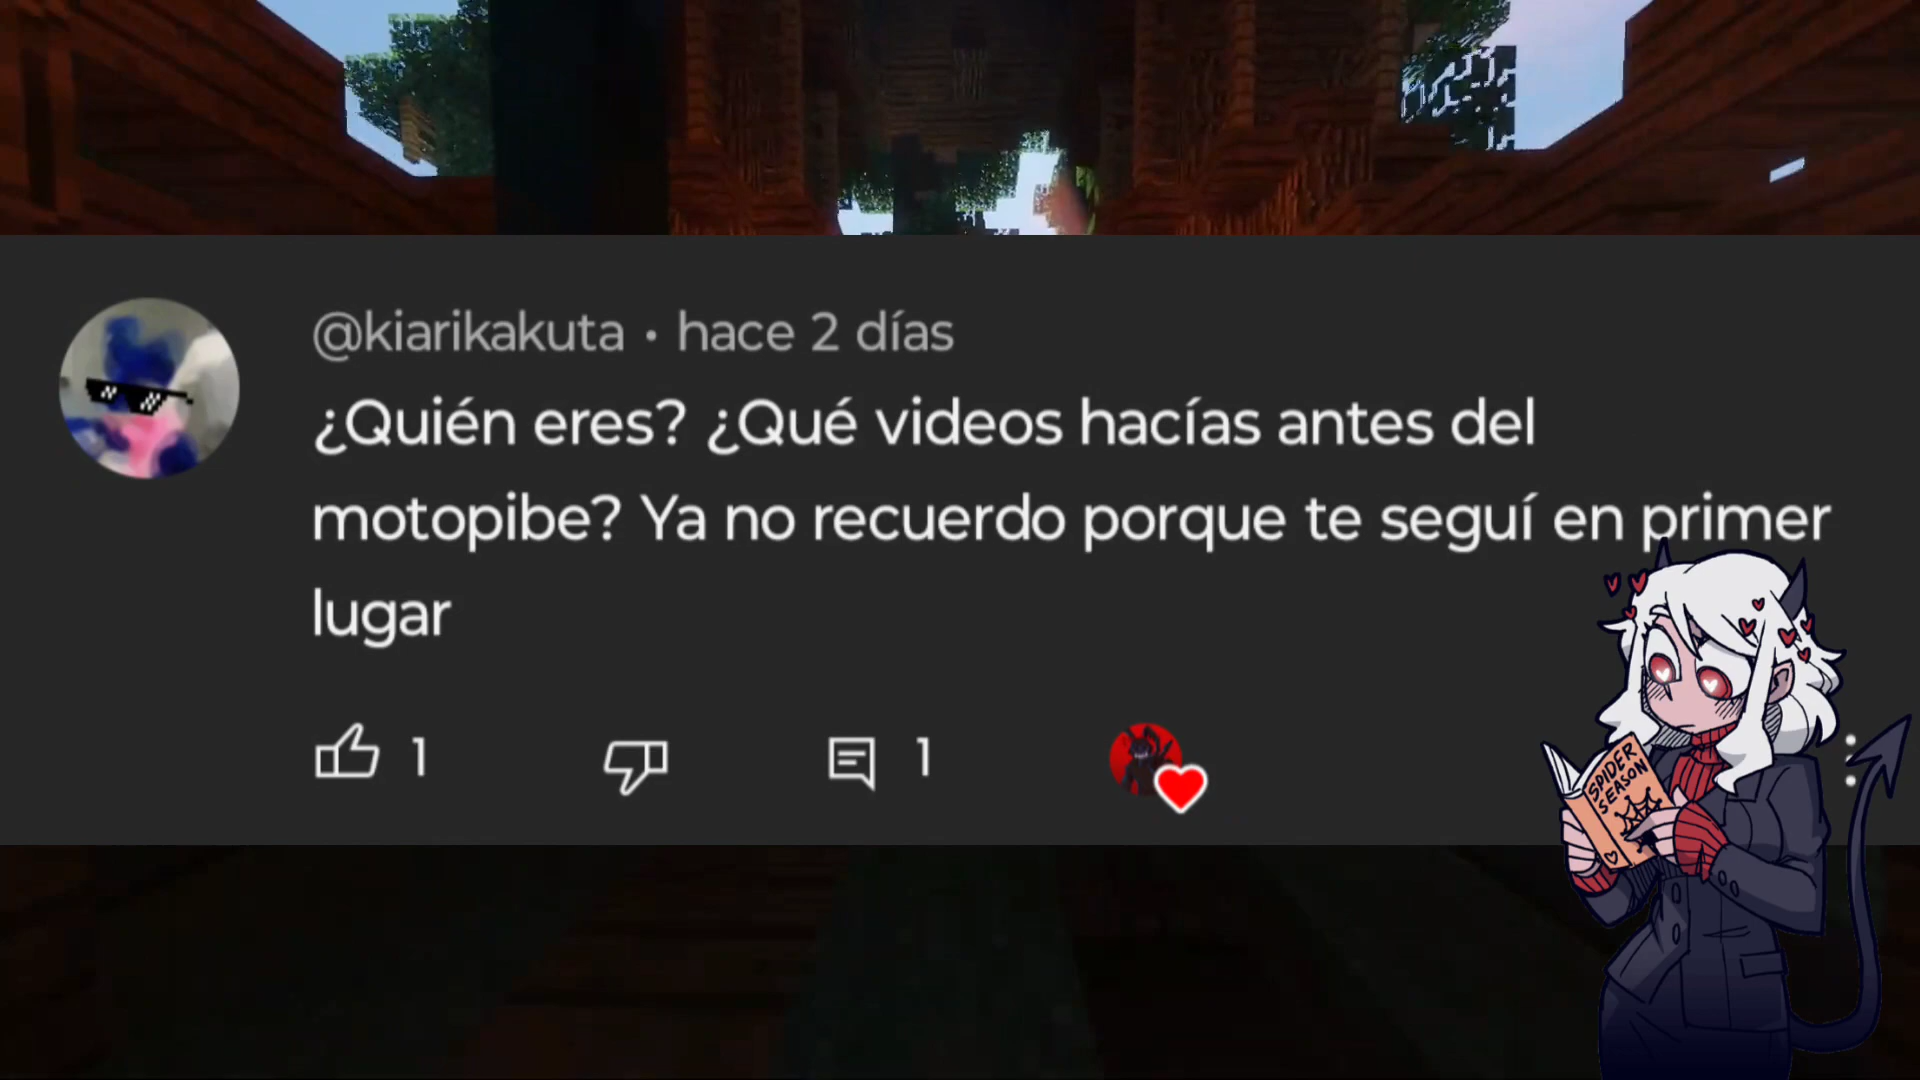 @kiarikakuta • hace 2 días
¿Quién eres? ¿Qué videos hacías antes del
motopibe? Ya no recuerdo porque te seguí en primer
lugar
1
1
SPIDER
SEASON